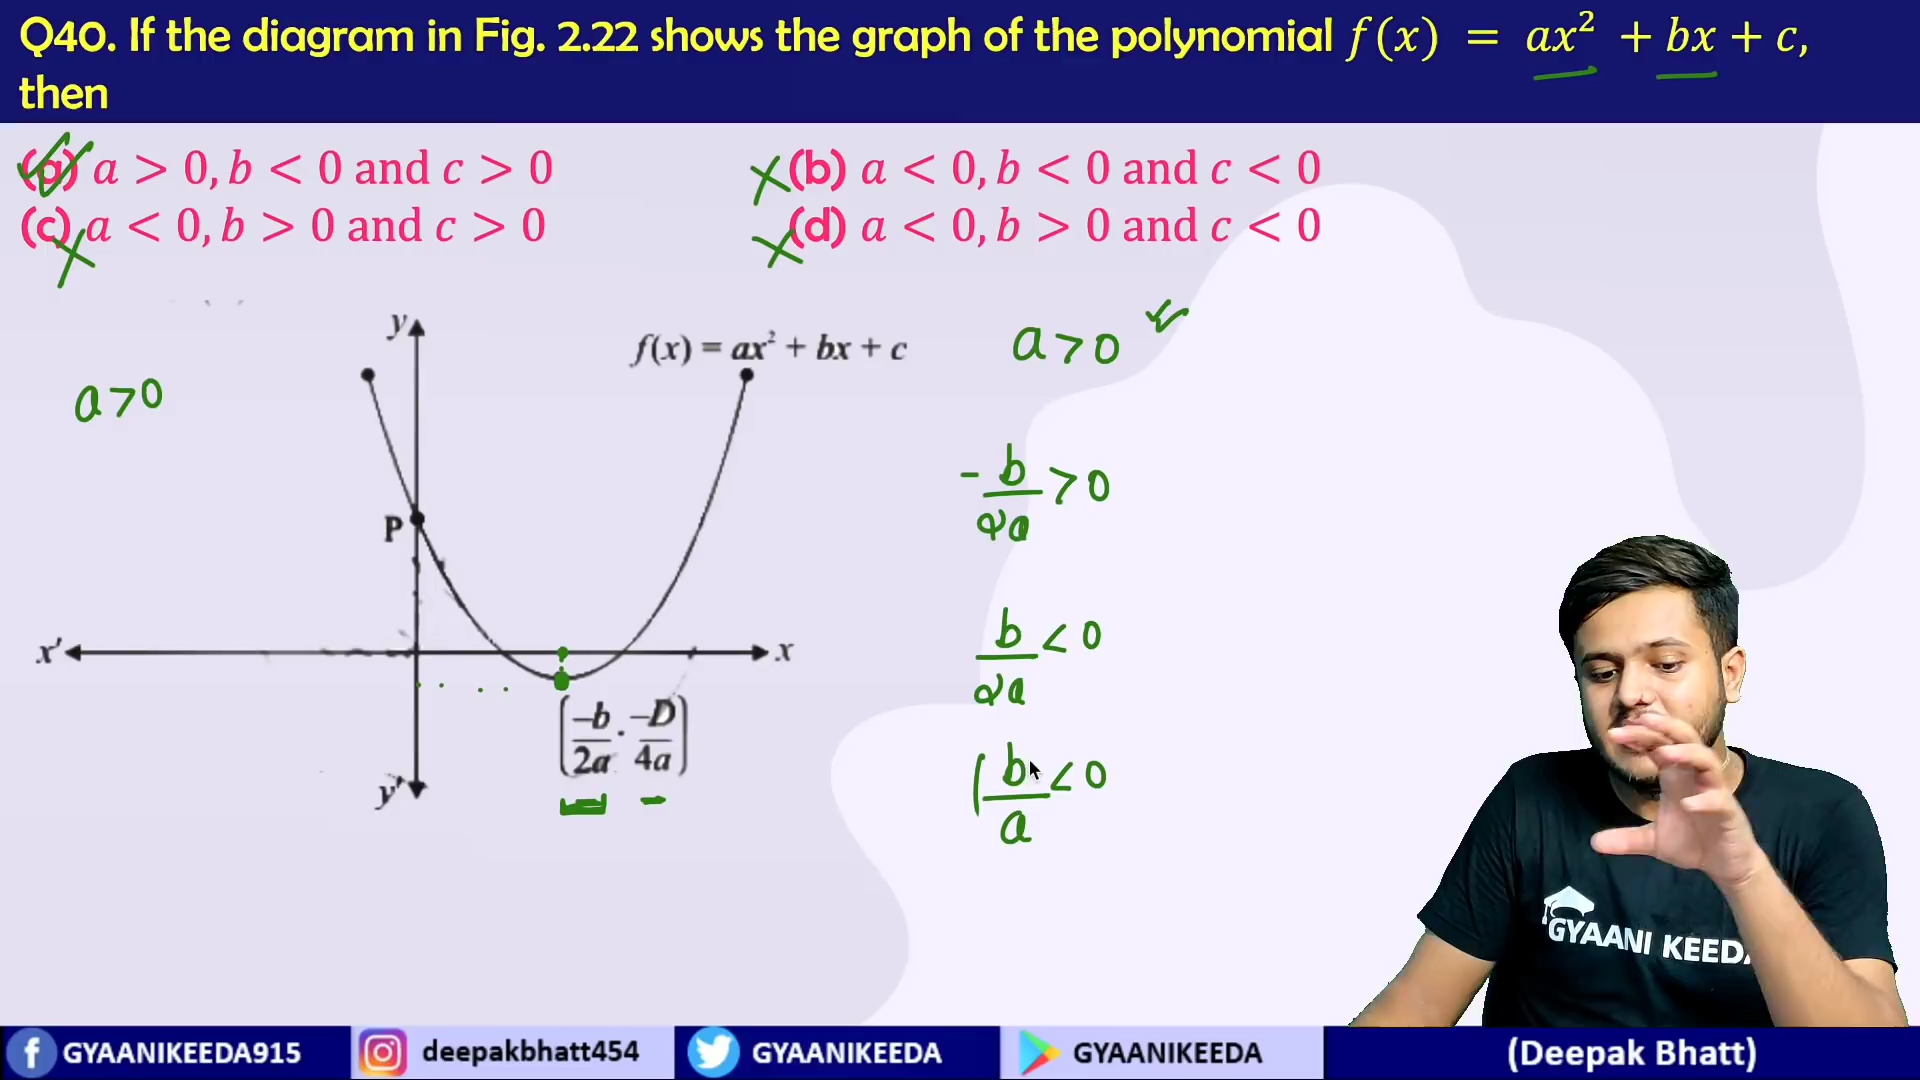 Q40. If the diagram in Fig. 2.22 shows the graph of the polynomial f(x) = ax² + bx + c,
then
(a) a > 0, b < 0 and c > 0
(b) a < 0, b < 0 and c < 0
(c) a < 0, b > 0 and c > 0
(d) a < 0, b > 0 and c < 0
y
f(x) = ax² + bx + c
a>0
a>0
-b/2a >0
P
b/2a <0
x'
x
(-b/2a . -D/4a)
b/a <0
y'
GYAANI KEEDA
GYAANIKEEDA915
deepakbhatt454
GYAANIKEEDA
GYAANIKEEDA
(Deepak Bhatt)